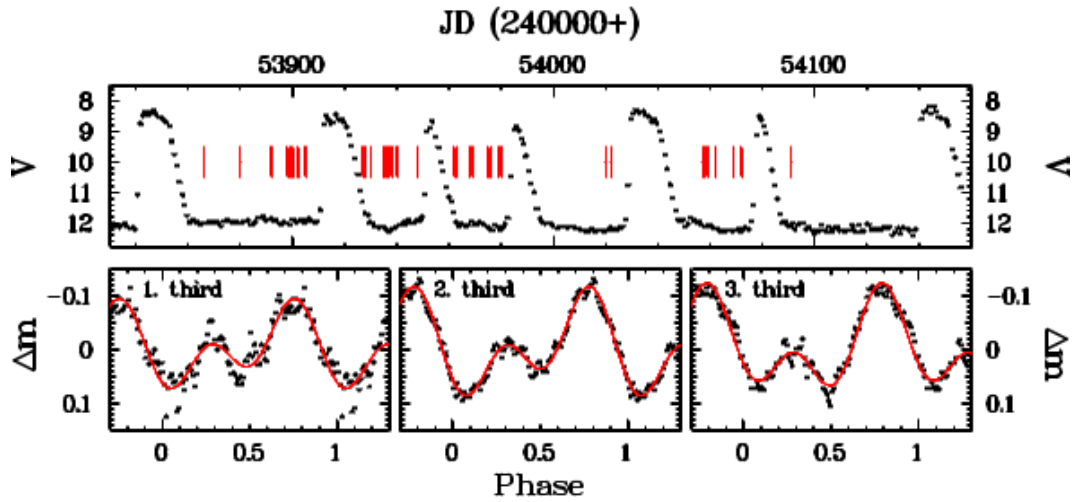 JD (240000+)
53900 54000 54100
8 8
9 9
V 10 10 V
11 11
12 12
1. third 2. third 3. third
-0.1 -0.1
Δm 0 0 Δm
0.1 0.1
0 0.5 1 0 0.5 1 0 0.5 1
Phase